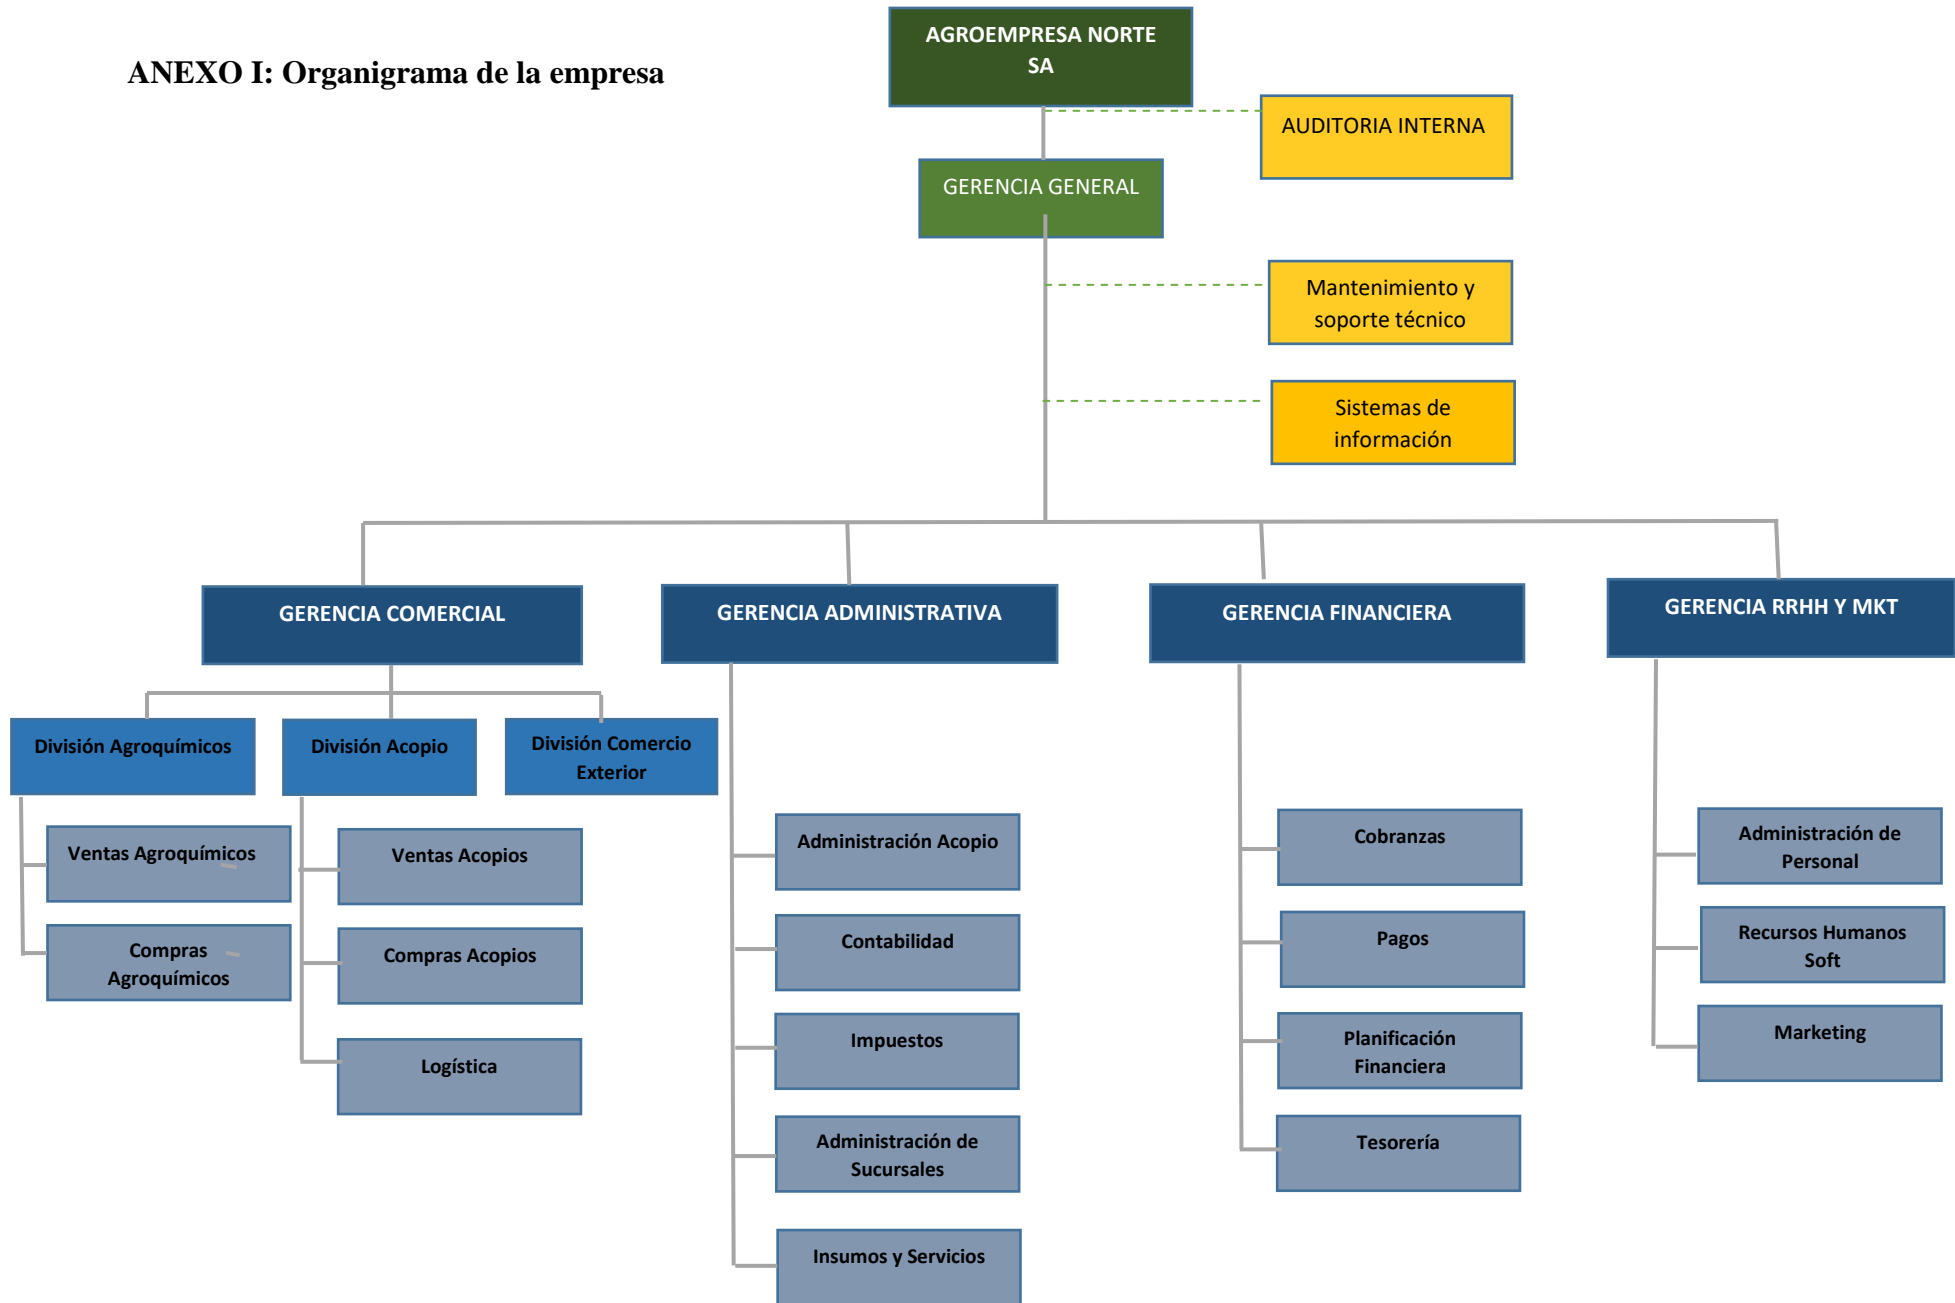 AGROEMPRESA NORTE
SA
ANEXO I: Organigrama de la empresa
AUDITORIA INTERNA
GERENCIA GENERAL
Mantenimiento y
soporte técnico
Sistemas de
información
GERENCIA COMERCIAL
GERENCIA ADMINISTRATIVA
GERENCIA FINANCIERA
GERENCIA RRHH Y MKT
División Agroquímicos
División Acopio
División Comercio
Exterior
Ventas Agroquímicos
Compras
Agroquímicos
Ventas Acopios
Compras Acopios
Logística
Administración Acopio
Contabilidad
Impuestos
Administración de
Sucursales
Insumos y Servicios
Cobranzas
Pagos
Planificación
Financiera
Tesorería
Administración de
Personal
Recursos Humanos
Soft
Marketing